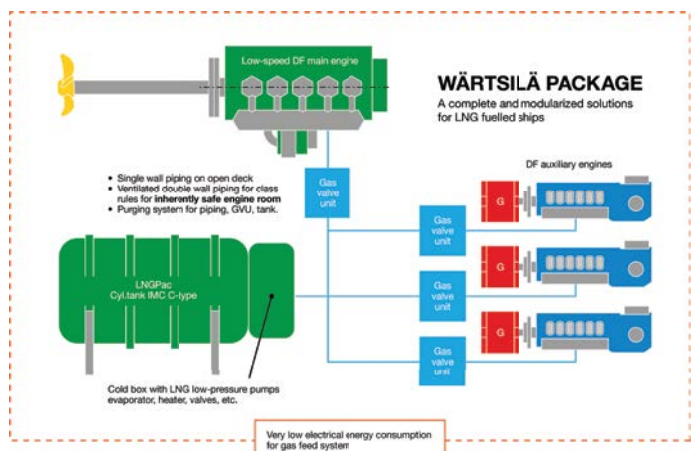 Low-speed DF main engine
WÄRTSILÄ PACKAGE
A complete and modularized solutions
for LNG fuelled ships
• Single wall piping on open deck
• Ventilated double wall piping for class
rules for inherently safe engine room
• Purging system for piping, GVU, tank.
Gas
valve
unit
DF auxiliary engines
Gas
valve
unit
G
LNGPac
Cyl.tank IMC C-type
Gas
valve
unit
G
Gas
valve
unit
G
Cold box with LNG low-pressure pumps
evaporator, heater, valves, etc.
Very low electrical energy consumption
for gas feed system